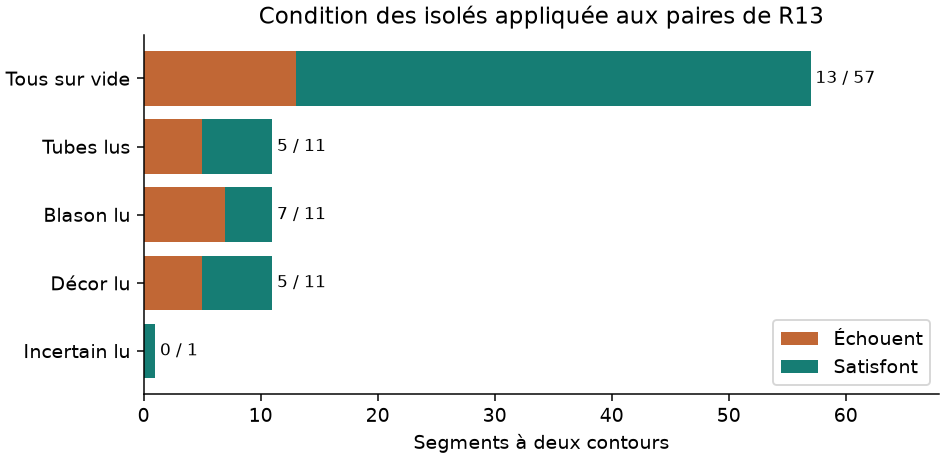 Condition des isolés appliquée aux paires de R13
Tous sur vide
13 / 57
Tubes lus
5 / 11
Blason lu
7 / 11
Décor lu
5 / 11
Incertain lu
0 / 1
Échouent
Satisfont
0 10 20 30 40 50 60
Segments à deux contours